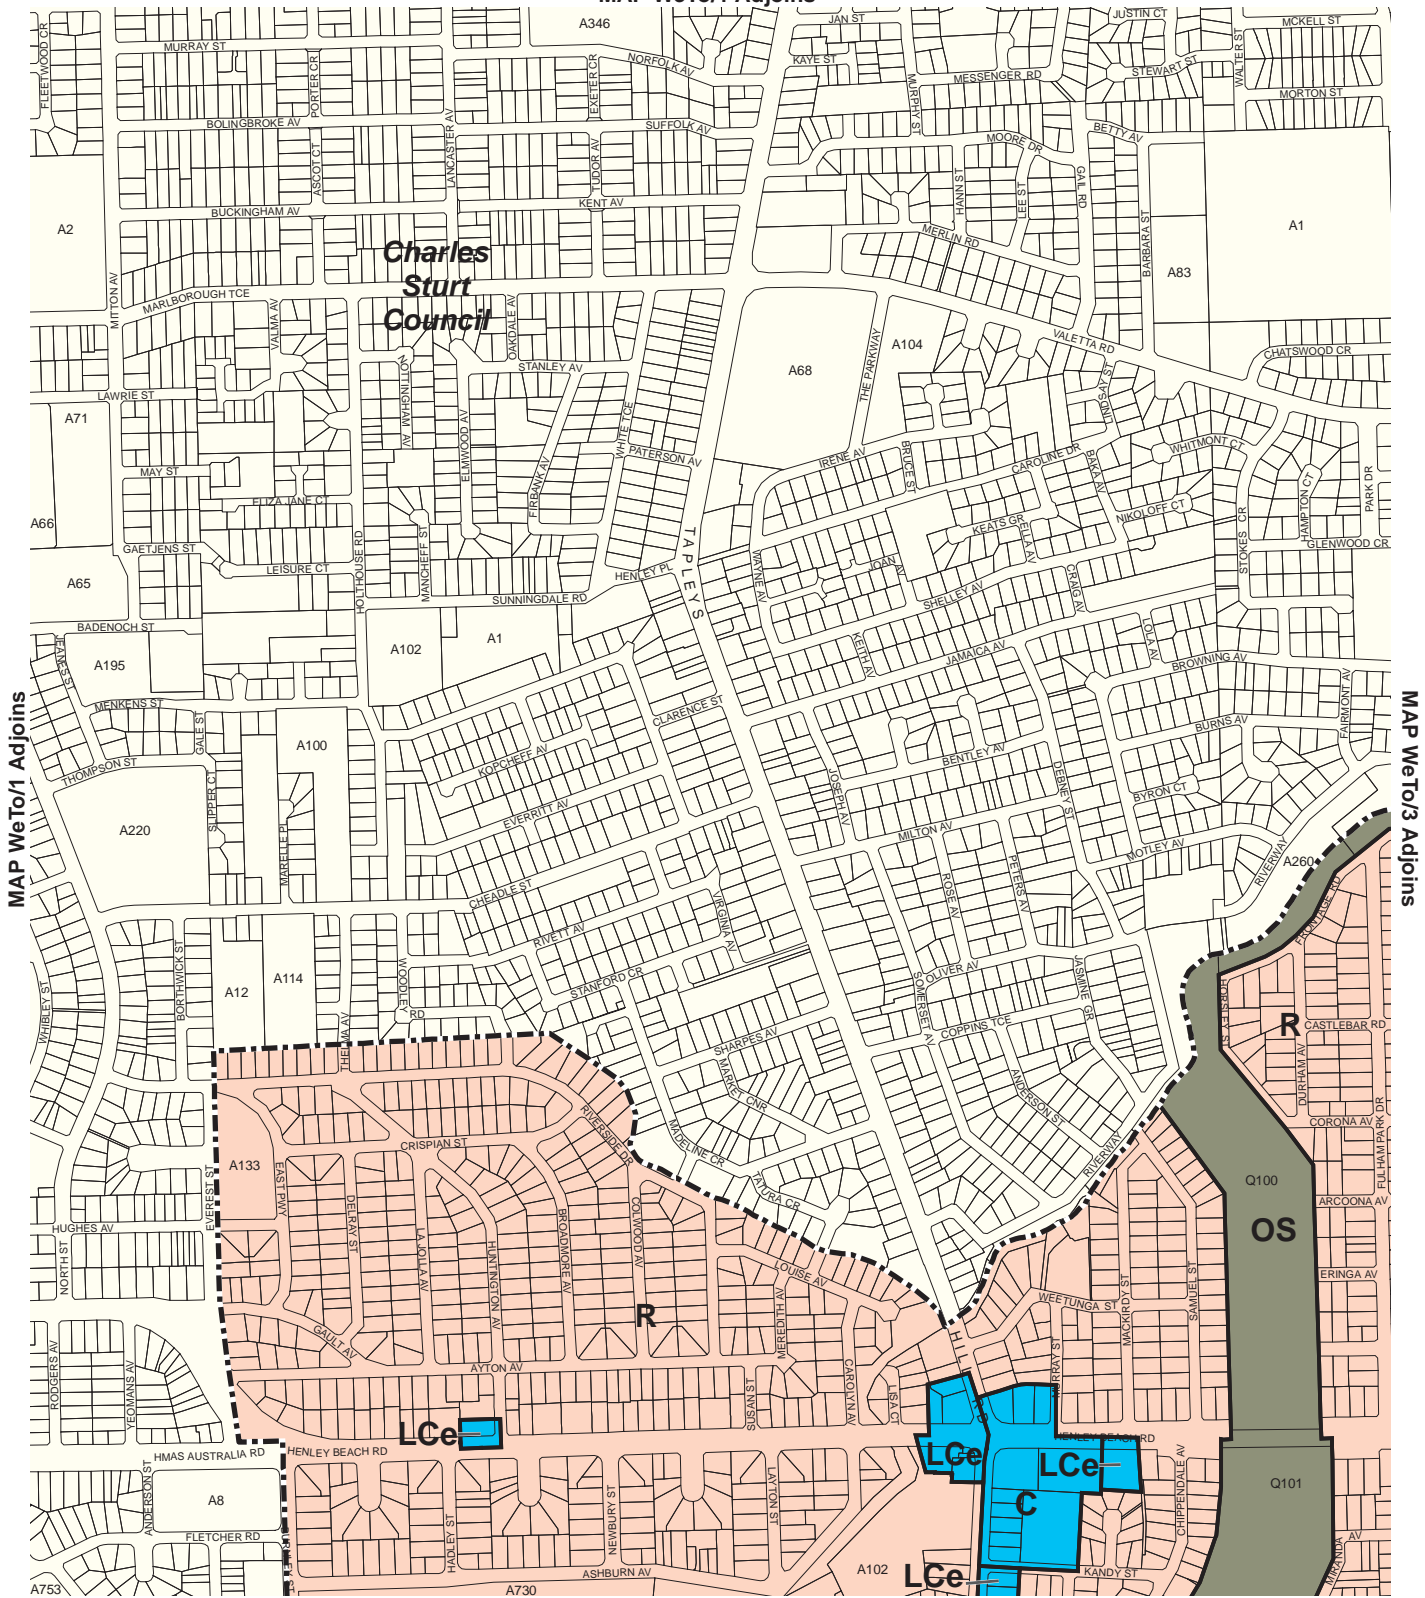 A346
JAN ST
JUSTIN CT
MCKELL ST
FLEETWOOD CR
MURRAY ST
PORTER CR
EXETER CR
NORFOLK AV
KAYE ST
MURPHY ST
MESSENGER RD
STEWART ST
WALTER ST
MORTON ST
BOLINGBROKE AV
LANCASTER AV
SUFFOLK AV
MOORE DR
BETTY AV
ASCOT CT
TUDOR AV
HANN ST
LEE ST
GAIL RD
BUCKINGHAM AV
KENT AV
MERLIN RD
BARBARA ST
A2
A1
A83
Charles
Sturt
Council
MITTON AV
MARLBOROUGH TCE
VALMA AV
OAKDALE AV
STANLEY AV
NOTTINGHAM AV
A68
THE PARKWAY
A104
VALETTA RD
CHATSWOOD CR
LAWRIE ST
A71
ELMWOOD AV
WHITE TCE
PATERSON AV
FIRBANK AV
IRENE AV
BRUCE ST
CAROLINE DR
LINDSAY ST
BAKA AV
WHITMONT CT
HAMPTON CT
PARK DR
MAY ST
ELIZA JANE CT
A66
GAETJENS ST
LEISURE CT
HOLTHOUSE RD
MANCHEFF ST
TAPLEYS
HENLEY PL
SUNNINGDALE RD
WAYNE AV
JOAN AV
KEATS GR
ELLA AV
NIKOLOFF CT
STOKES CR
GLENWOOD CR
SHELLEY AV
CRAIG AV
A65
BADENOCH ST
JEANES ST
A195
A102
A1
KEITH AV
JAMAICA AV
LOLA AV
BROWNING AV
FAIRMONT AV
MENKENS ST
GALE ST
A100
CLARENCE ST
KOPCHEFF AV
BENTLEY AV
BURNS AV
MAP WeTo/1 Adjoins
MAP WeTo/3 Adjoins
THOMPSON ST
SLIPPER CT
MARELLE PL
A220
EVERRITT AV
JOSEPH AV
DEBNEY ST
BYRON CT
MILTON AV
MOTLEY AV
RIVERWAY
A260
CHEADLE ST
VIRGINIA AV
ROSE AV
PETERS AV
FRONTAGE RD
RIVETT AV
BORTHWICK ST
A12
A114
WOODLEY RD
STANFORD CR
OLIVER AV
SOMERSET AV
JASMINE GR
HORSLEY ST
WHIBLEY ST
THELMA AV
SHARPES AV
COPPINS TCE
R
CASTLEBAR RD
DURHAM AV
MARKET CNR
ANDERSON ST
CORONA AV
FULHAM PARK DR
RIVERSIDE DR
CRISPIAN ST
MADELINE CR
RIVERWAY
A133
EAST PWY
EVEREST ST
TATURA CR
Q100
ARCOONA AV
OS
HUGHES AV
NORTH ST
DELRAY ST
LA JOLLA AV
HUNTINGTON AV
BROADMORE AV
COLWOOD AV
LOUISE AV
ERINGA AV
R
MEREDITH AV
WEETUNGA ST
MACKIRDY ST
SAMUEL ST
GAULT AV
AYTON AV
HILL RD
MURRAY ST
RODGERS AV
YEOMANS AV
SUSAN ST
CAROLYN AV
LISA CT
LCe
HENLEY BEACH RD
HENLEY BEACH RD
HMAS AUSTRALIA RD
LCe
LCe
C
CHIPPENDALE AV
Q101
ANDERSON ST
A8
FLETCHER RD
HADLEY ST
NEWBURY ST
LAYTON ST
MIRANDA AV
A753
A730
ASHBURN AV
A102
LCe
KANDY ST